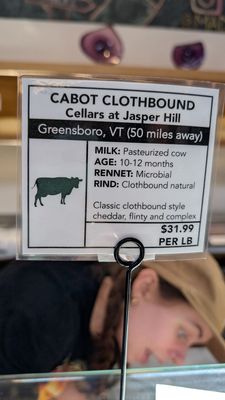 CABOT CLOTHBOUND
Cellars at Jasper Hill
Greensboro, VT (50 miles away)
MILK: Pasteurized cow
AGE: 10-12 months
RENNET: Microbial
RIND: Clothbound natural
Classic clothbound style
cheddar, flinty and complex
$31.99
PER LB